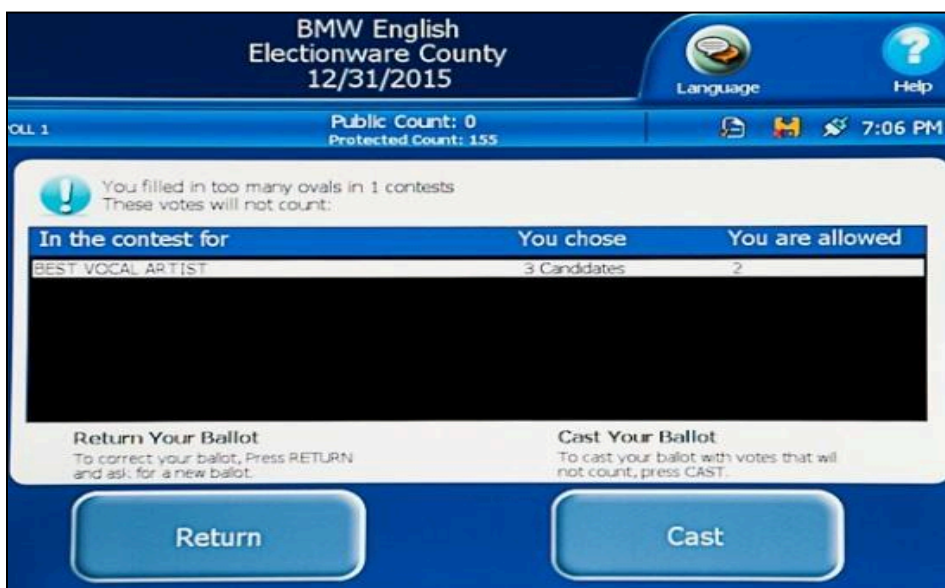 BMW English
Electionware County
12/31/2015
Language
Help
OLL 1
Public Count: 0
Protected Count: 155
7:06 PM
You filled in too many ovals in 1 contests
These votes will not count:
In the contest for You chose You are allowed
BEST VOCAL ARTIST 3 Candidates 2
Return Your Ballot
To correct your ballot, Press RETURN
and ask for a new ballot.
Cast Your Ballot
To cast your ballot with votes that will
not count, press CAST.
Return
Cast